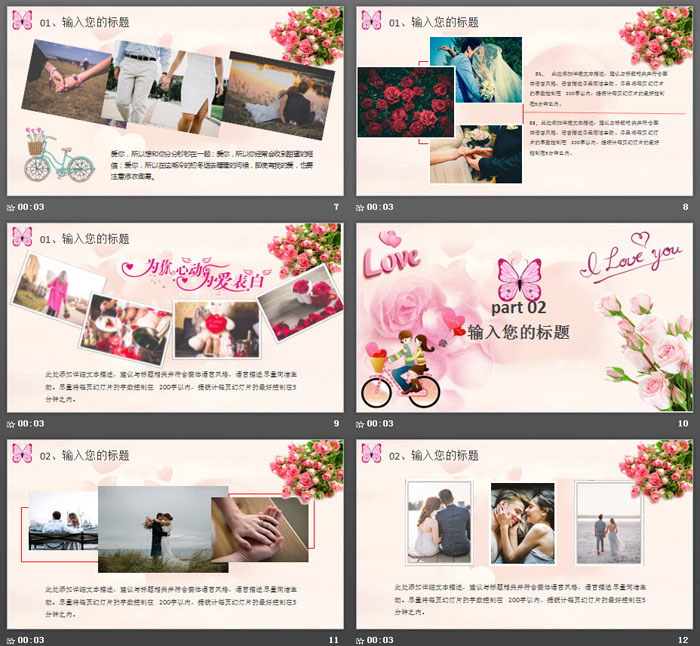 01、输入您的标题
爱你，所以想和你分分秒秒在一起；爱你，所以你经常会收到甜蜜的短
信；爱你，所以在这渐冷的初冬送去暖暖的问候，即使有我的爱，也要
注意添衣御寒。
00:03
7
01、输入您的标题
01、 此处添加详细文本描述，建议与标题相关并符合整
体语言风格，语言描述尽量简洁生动。尽量将每页幻灯片
的字数控制在 200字以内，据统计每页幻灯片的最好控制
在5分钟之内。
02、此处添加详细文本描述，建议与标题相关并符合整体
语言风格，语言描述尽量简洁生动。尽量将每页幻灯片的
字数控制在 200字以内，据统计每页幻灯片的最好控制在
5分钟之内。
00:03
8
01、输入您的标题
为你心动
为爱表白
此处添加详细文本描述，建议与标题相关并符合整体语言风格，语言描述尽量简洁生
动。尽量将每页幻灯片的字数控制在 200字以内，据统计每页幻灯片的最好控制在5
分钟之内。
00:03
9
Love
I Love you
part 02
输入您的标题
00:03
10
02、输入您的标题
此处添加详细文本描述，建议与标题相关并符合整体语言风格，语言描述尽量简洁生
动。尽量将每页幻灯片的字数控制在 200字以内，据统计每页幻灯片的最好控制在5
分钟之内。
00:03
11
02、输入您的标题
此处添加详细文本描述，建议与标题相关并符合整体语言风格，语言描述尽量简洁生
动。尽量将每页幻灯片的字数控制在 200字以内，据统计每页幻灯片的最好控制在5
分钟之内。
00:03
12